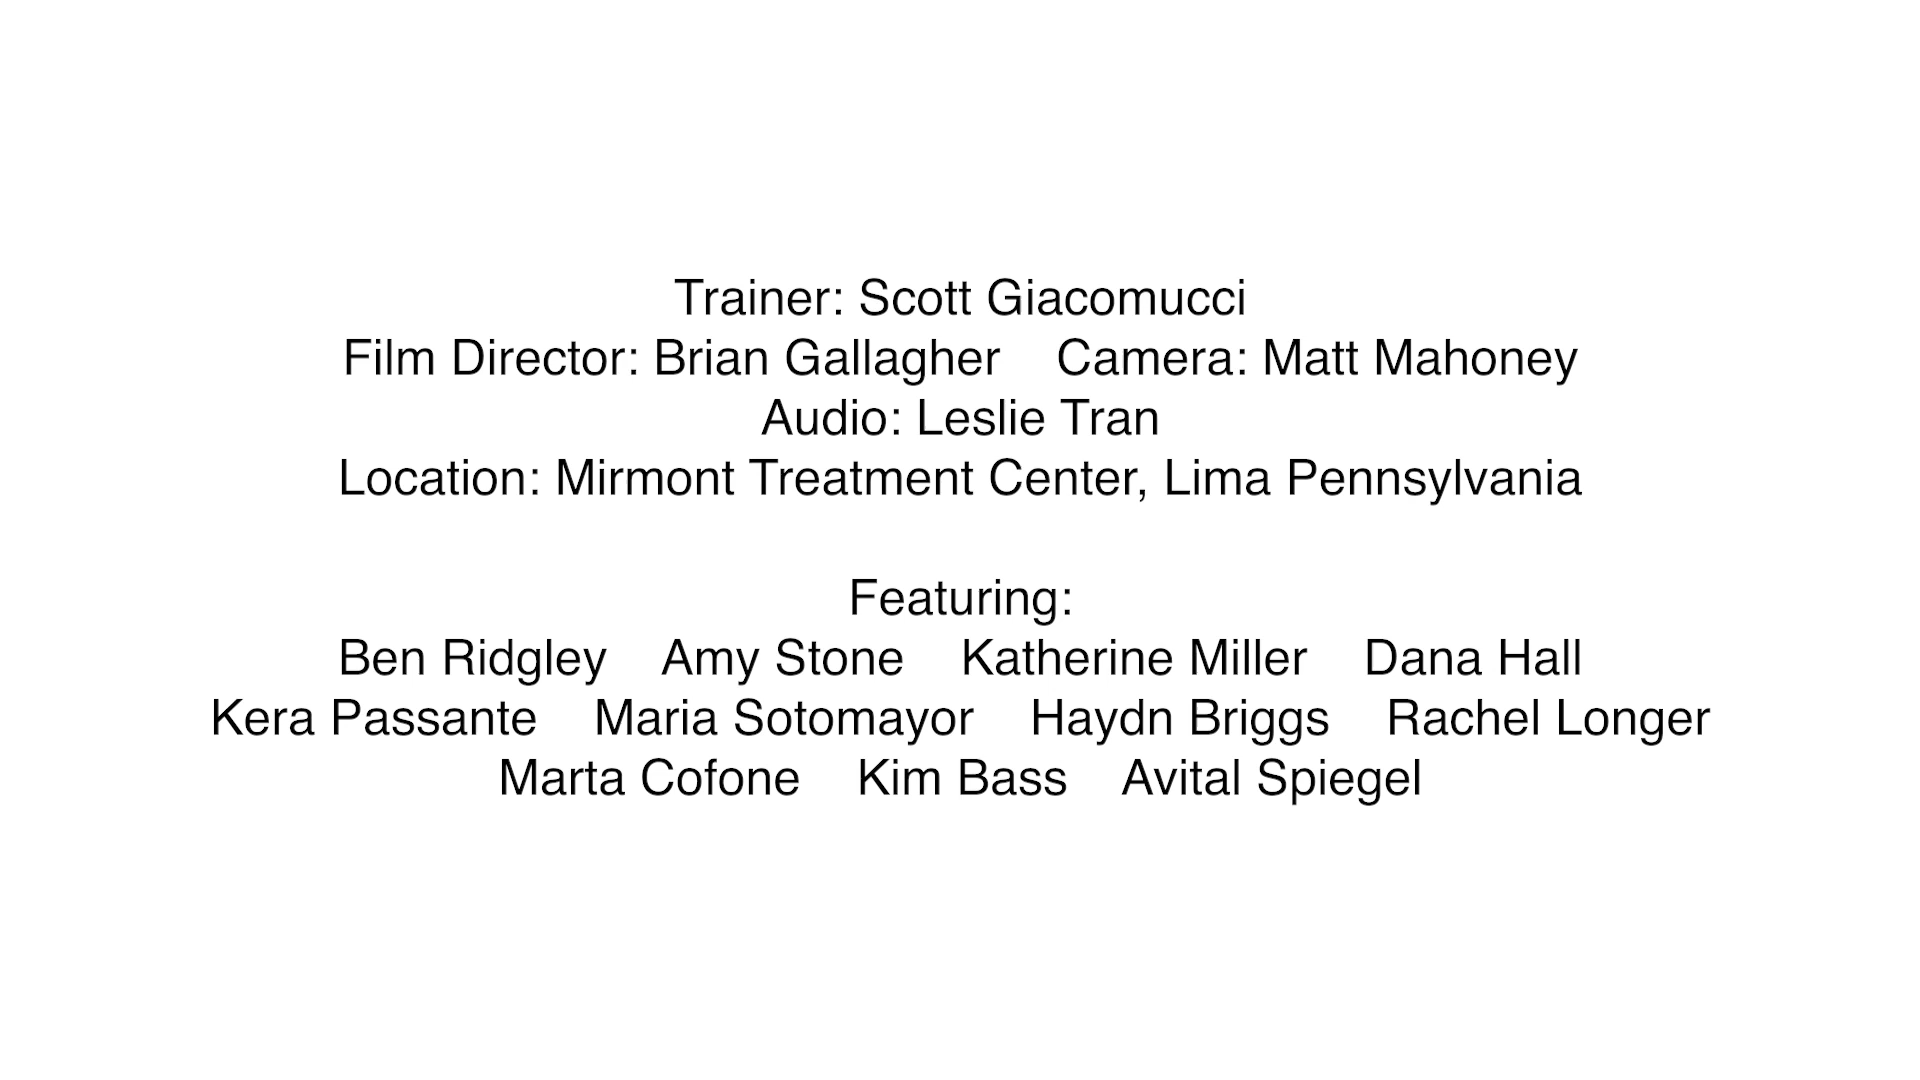 Trainer: Scott Giacomucci
Film Director: Brian Gallagher    Camera: Matt Mahoney
Audio: Leslie Tran
Location: Mirmont Treatment Center, Lima Pennsylvania
Featuring:
Ben Ridgley    Amy Stone    Katherine Miller    Dana Hall
Kera Passante    Maria Sotomayor    Haydn Briggs    Rachel Longer
Marta Cofone    Kim Bass    Avital Spiegel